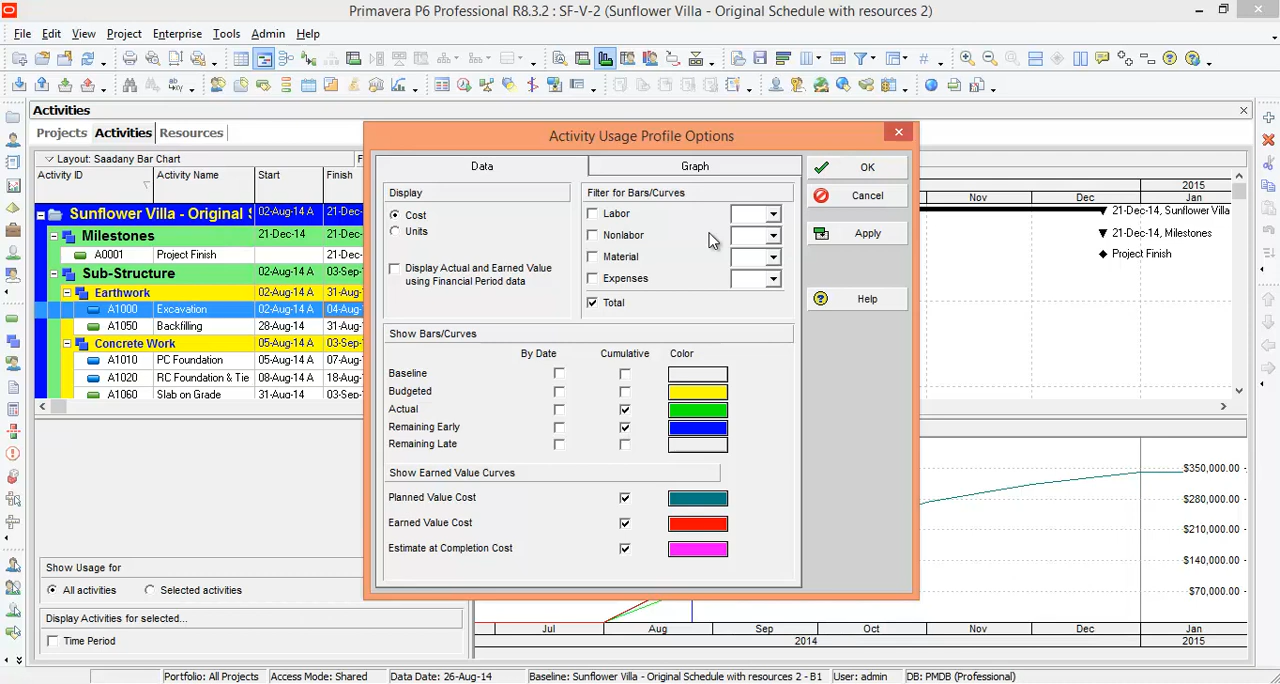 Primavera P6 Professional R8.3.2 : SF-V-2 (Sunflower Villa - Original Schedule with resources 2)
File Edit View Project Enterprise Tools Admin Help
Activities
Projects Activities Resources
Layout: Saadany Bar Chart F
Activity ID Activity Name Start Finish
2015
Nov Dec Jan
Sunflower Villa - Original S 02-Aug-14 A 21-Dec-
21-Dec-14, Sunflower Villa
Milestones 21-Dec-14 21-Dec-
21-Dec-14, Milestones
A0001 Project Finish 21-Dec-
Project Finish
Sub-Structure 02-Aug-14 A 03-Sep-
Earthwork 02-Aug-14 A 31-Aug-
A1000 Excavation 02-Aug-14 A 04-Aug-
A1050 Backfilling 28-Aug-14 31-Aug-
Concrete Work 05-Aug-14 A 03-Sep-
A1010 PC Foundation 05-Aug-14 A 07-Aug-
A1020 RC Foundation & Tie 08-Aug-14 A 18-Aug-
A1060 Slab on Grade 31-Aug-14 03-Sep-
Activity Usage Profile Options
Data Graph
Display
Cost
Units
Display Actual and Earned Value
using Financial Period data
Filter for Bars/Curves
Labor
Nonlabor
Material
Expenses
Total
OK
Cancel
Apply
Help
Show Bars/Curves
By Date Cumulative Color
Baseline
Budgeted
Actual
Remaining Early
Remaining Late
Show Earned Value Curves
Planned Value Cost
Earned Value Cost
Estimate at Completion Cost
$350,000.00
$280,000.00
$210,000.00
$140,000.00
$70,000.00
Show Usage for
All activities Selected activities
Display Activities for selected...
Time Period
Jul Aug Sep Oct Nov Dec Jan
2014 2015
Portfolio: All Projects Access Mode: Shared Data Date: 26-Aug-14 Baseline: Sunflower Villa - Original Schedule with resources 2 - B1 User: admin DB: PMDB (Professional)